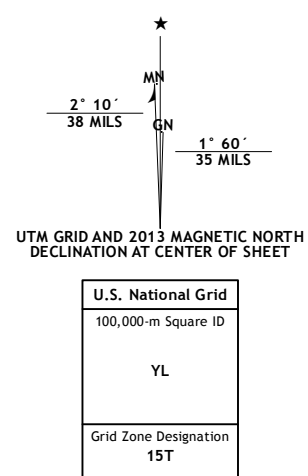 ★
MN
2° 10´
38 MILS
GN
1° 60´
35 MILS
UTM GRID AND 2013 MAGNETIC NORTH
DECLINATION AT CENTER OF SHEET
U.S. National Grid
100,000-m Square ID
YL
Grid Zone Designation
15T